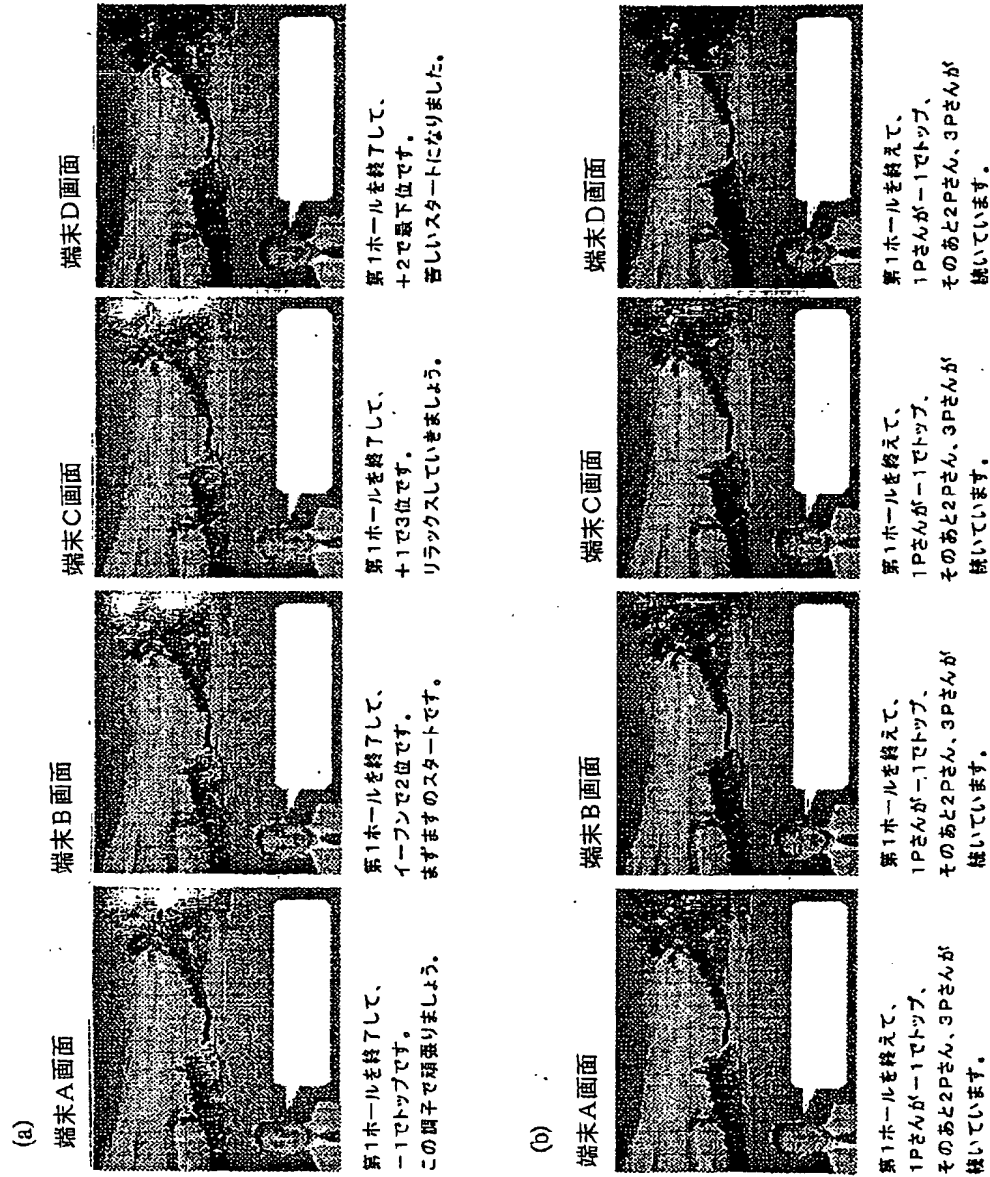 (a)
端末A画面
第1ホールを終了して、
-1でトップです。
この調子で頑張りましょう。
端末B画面
第1ホールを終了して、
イーブンで2位です。
まずまずのスタートです。
端末C画面
第1ホールを終了して、
+1で3位です。
リラックスしていきましょう。
端末D画面
第1ホールを終了して、
+2で最下位です。
苦しいスタートになりました。
(b)
端末A画面
第1ホールを終えて、
1Pさんが-1でトップ、
そのあと2Pさん、3Pさんが
続いています。
端末B画面
第1ホールを終えて、
1Pさんが-1でトップ、
そのあと2Pさん、3Pさんが
続いています。
端末C画面
第1ホールを終えて、
1Pさんが-1でトップ、
そのあと2Pさん、3Pさんが
続いています。
端末D画面
第1ホールを終えて、
1Pさんが-1でトップ、
そのあと2Pさん、3Pさんが
続いています。